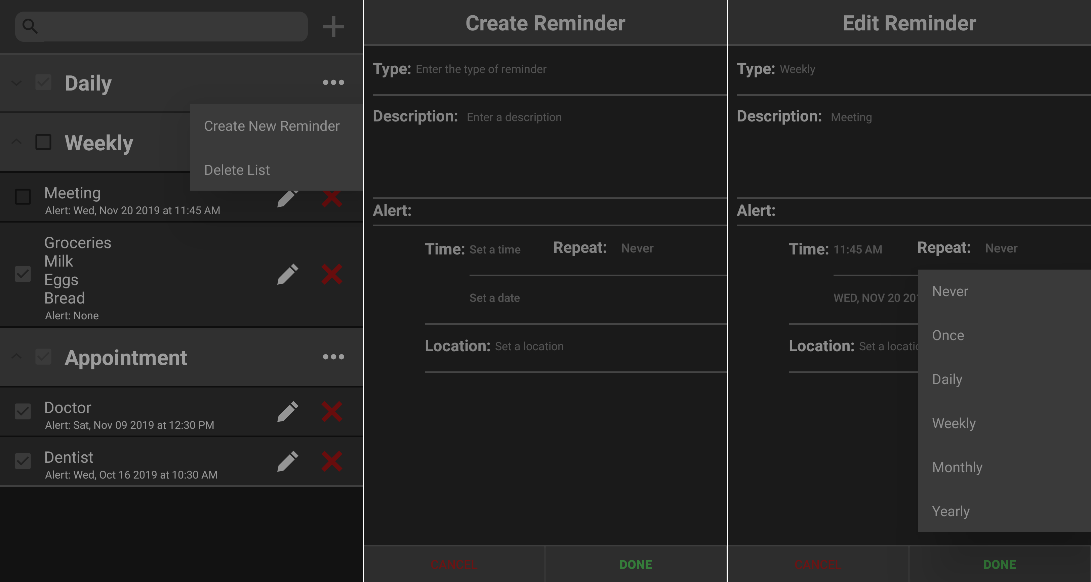 Daily
Create New Reminder
Delete List
Weekly
Meeting
Alert: Wed, Nov 20 2019 at 11:45 AM
Groceries
Milk
Eggs
Bread
Alert: None
Appointment
Doctor
Alert: Sat, Nov 09 2019 at 12:30 PM
Dentist
Alert: Wed, Oct 16 2019 at 10:30 AM
Create Reminder
Type: Enter the type of reminder
Description: Enter a description
Alert:
Time: Set a time Repeat: Never
Set a date
Location: Set a location
CANCEL DONE
Edit Reminder
Type: Weekly
Description: Meeting
Alert:
Time: 11:45 AM Repeat: Never
WED, NOV 20 201
Location: Set a locatio
Never
Once
Daily
Weekly
Monthly
Yearly
CANCEL DONE